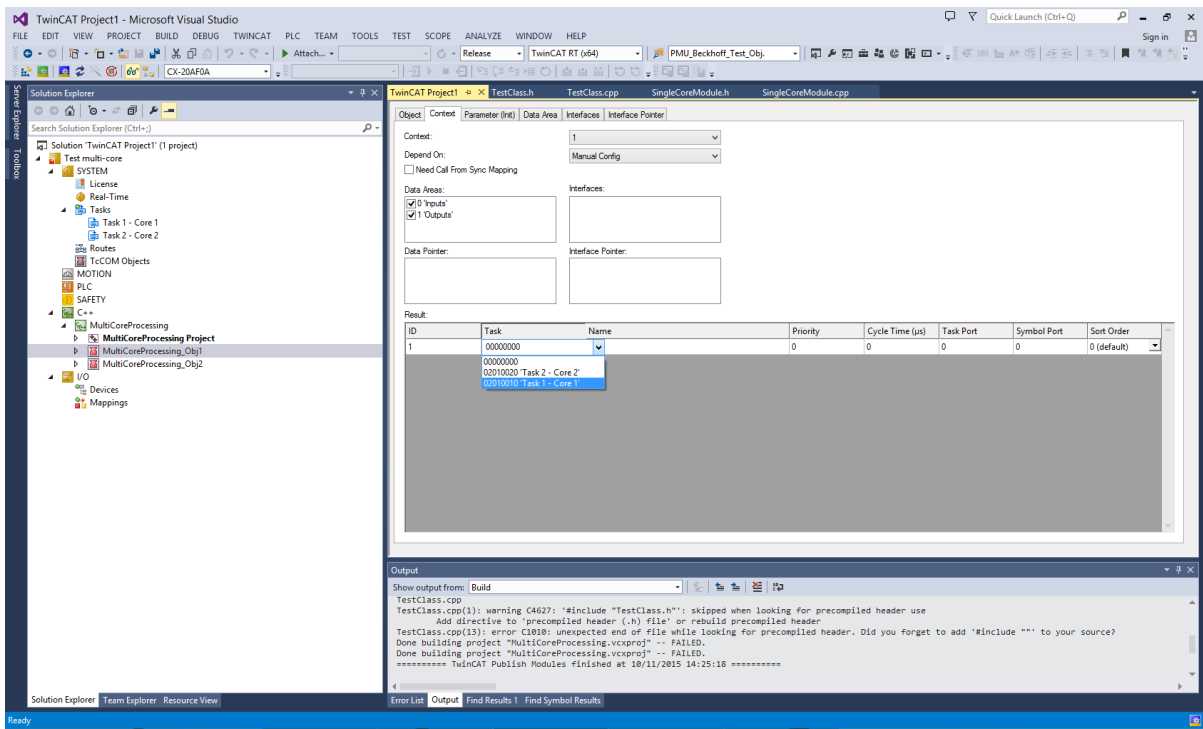 TwinCAT Project1 - Microsoft Visual Studio
Quick Launch (Ctrl+Q)
FILE EDIT VIEW PROJECT BUILD DEBUG TWINCAT PLC TEAM TOOLS TEST SCOPE ANALYZE WINDOW HELP
Sign in
Attach... Release TwinCAT RT (x64) PMU_Beckhoff_Test_Obj.
CX-20AF0A
Server Explorer
Toolbox
Solution Explorer
Search Solution Explorer (Ctrl+;)
Solution 'TwinCAT Project1' (1 project)
Test multi-core
SYSTEM
License
Real-Time
Tasks
Task 1 - Core 1
Task 2 - Core 2
Routes
TcCOM Objects
MOTION
PLC
SAFETY
C++
MultiCoreProcessing
MultiCoreProcessing Project
MultiCoreProcessing_Obj1
MultiCoreProcessing_Obj2
I/O
Devices
Mappings
Solution Explorer Team Explorer Resource View
TwinCAT Project1 TestClass.h TestClass.cpp SingleCoreModule.h SingleCoreModule.cpp
Object Context Parameter (Init) Data Area Interfaces Interface Pointer
Context: 1
Depend On: Manual Config
Need Call From Sync Mapping
Data Areas: Interfaces:
0 'Inputs'
1 'Outputs'
Data Pointer: Interface Pointer:
Result:
ID Task Name Priority Cycle Time (µs) Task Port Symbol Port Sort Order
1 00000000 0 0 0 0 0 (default)
00000000
02010020 'Task 2 - Core 2'
02010010 'Task 1 - Core 1'
Output
Show output from: Build
TestClass.cpp
TestClass.cpp(1): warning C4627: '#include "TestClass.h"': skipped when looking for precompiled header use
Add directive to 'precompiled header (.h) file' or rebuild precompiled header
TestClass.cpp(13): error C1010: unexpected end of file while looking for precompiled header. Did you forget to add '#include ""' to your source?
Done building project "MultiCoreProcessing.vcxproj" -- FAILED.
Done building project "MultiCoreProcessing.vcxproj" -- FAILED.
========== TwinCAT Publish Modules finished at 10/11/2015 14:25:18 ==========
Error List Output Find Results 1 Find Symbol Results
Ready